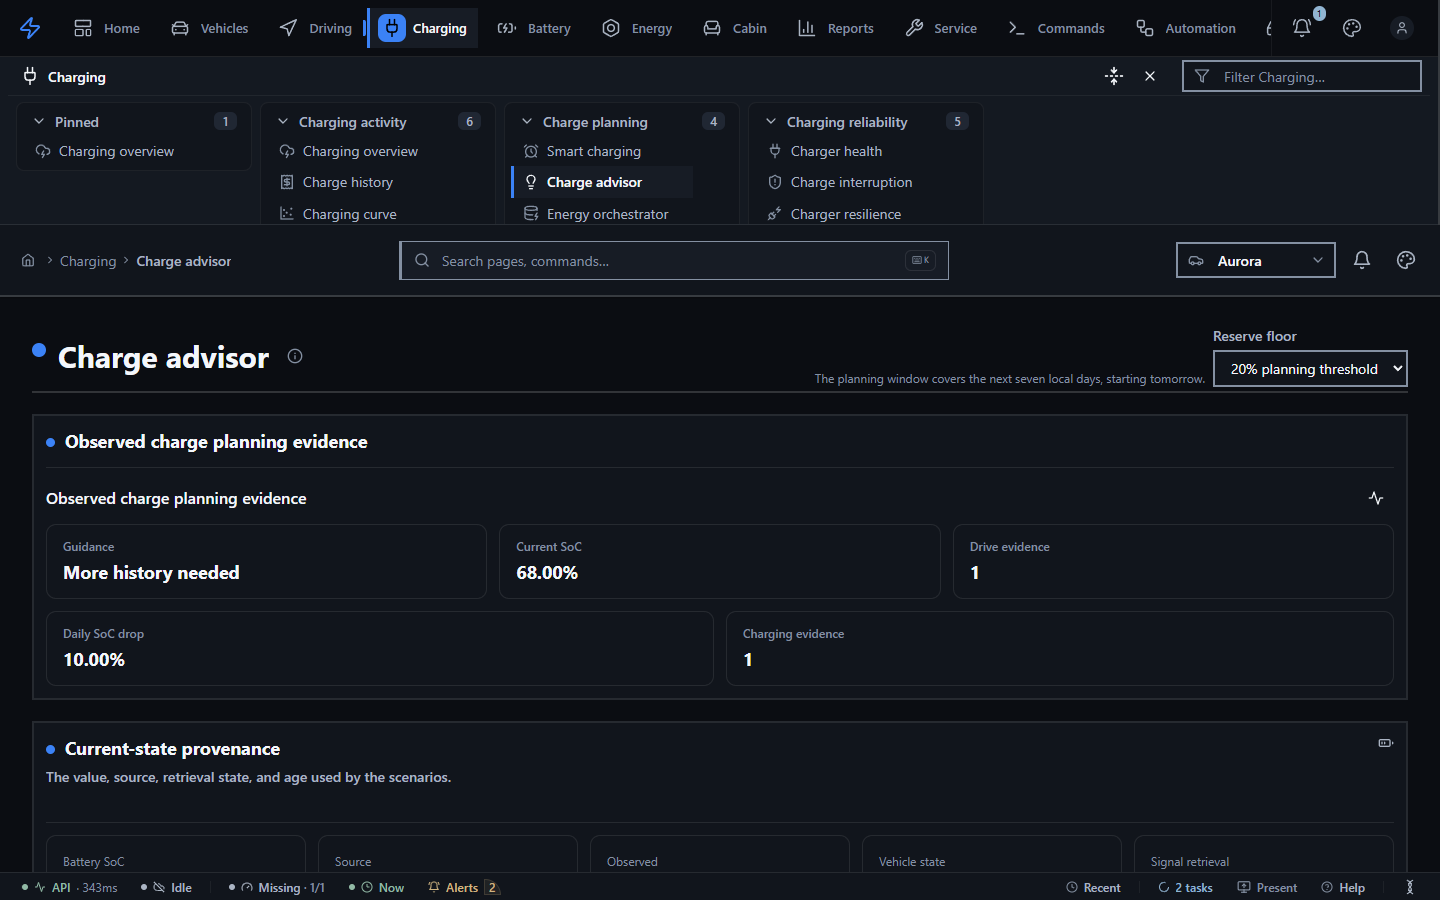 Home Vehicles Driving Charging Battery Energy Cabin Reports Service Commands Automation 1
Charging Filter Charging...
Pinned 1
Charging overview
Charging activity 6
Charging overview
Charge history
Charging curve
Charge planning 4
Smart charging
Charge advisor
Energy orchestrator
Charging reliability 5
Charger health
Charge interruption
Charger resilience
Charging Charge advisor Search pages, commands... K Aurora
Charge advisor
The planning window covers the next seven local days, starting tomorrow.
Reserve floor
20% planning threshold
Observed charge planning evidence
Observed charge planning evidence
Guidance
More history needed
Current SoC
68.00%
Drive evidence
1
Daily SoC drop
10.00%
Charging evidence
1
Current-state provenance
The value, source, retrieval state, and age used by the scenarios.
Battery SoC Source Observed Vehicle state Signal retrieval
API · 343ms Idle Missing · 1/1 Now Alerts 2 Recent 2 tasks Present Help